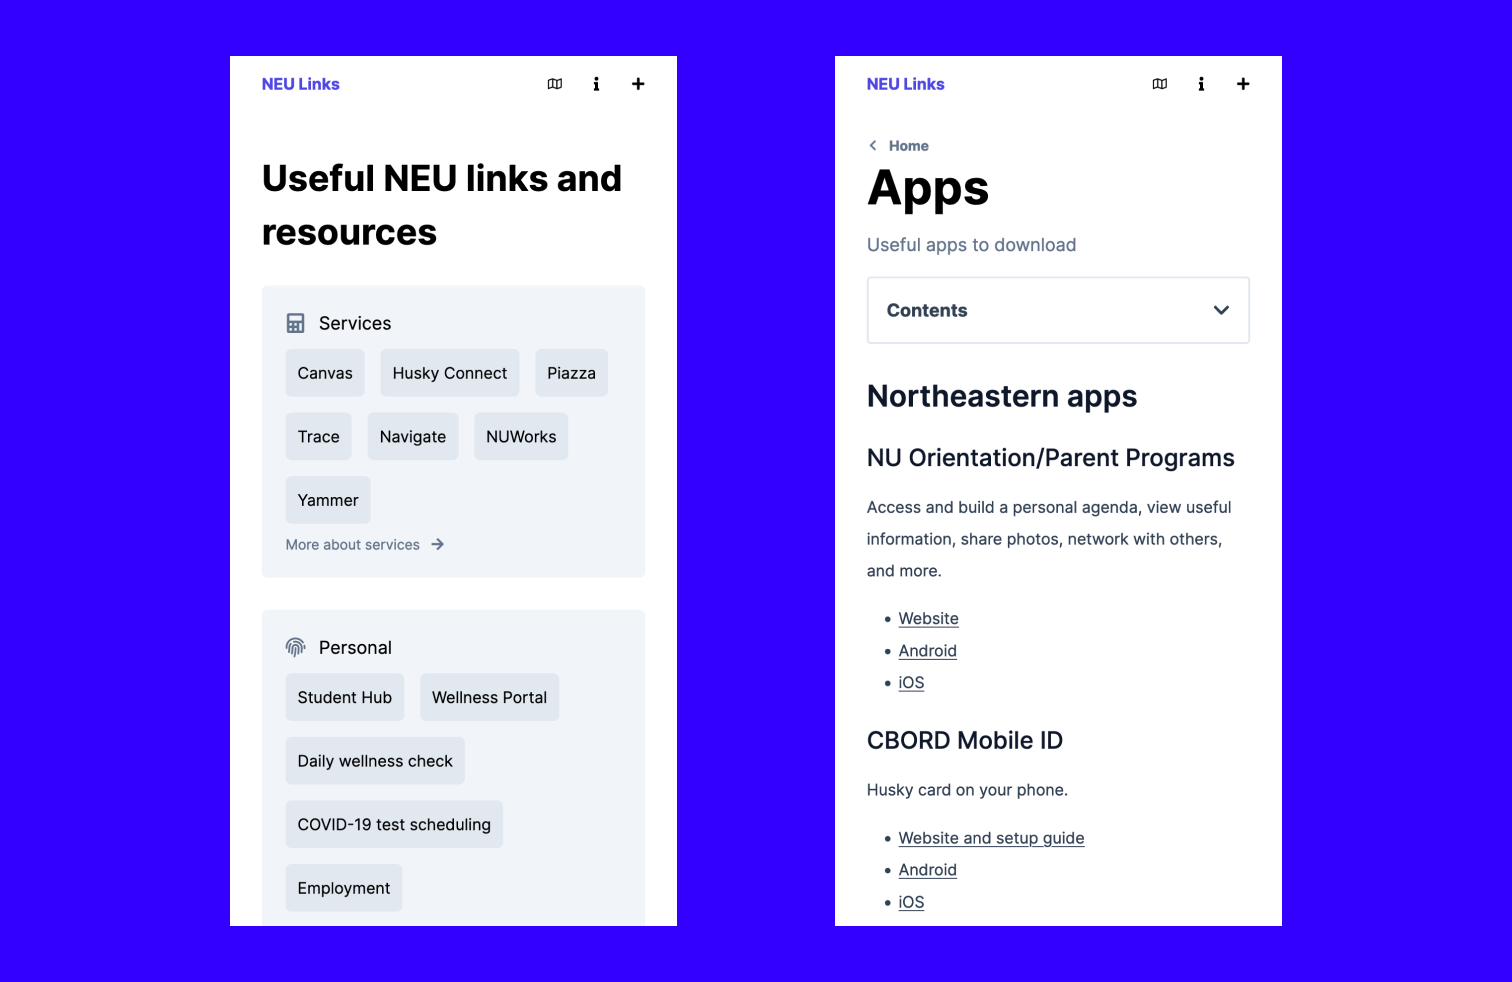 NEU Links
Useful NEU links and
resources
Services
Canvas
Husky Connect
Piazza
Trace
Navigate
NUWorks
Yammer
More about services
Personal
Student Hub
Wellness Portal
Daily wellness check
COVID-19 test scheduling
Employment
NEU Links
Home
Apps
Useful apps to download
Contents
Northeastern apps
NU Orientation/Parent Programs
Access and build a personal agenda, view useful
information, share photos, network with others,
and more.
Website
Android
iOS
CBORD Mobile ID
Husky card on your phone.
Website and setup guide
Android
iOS